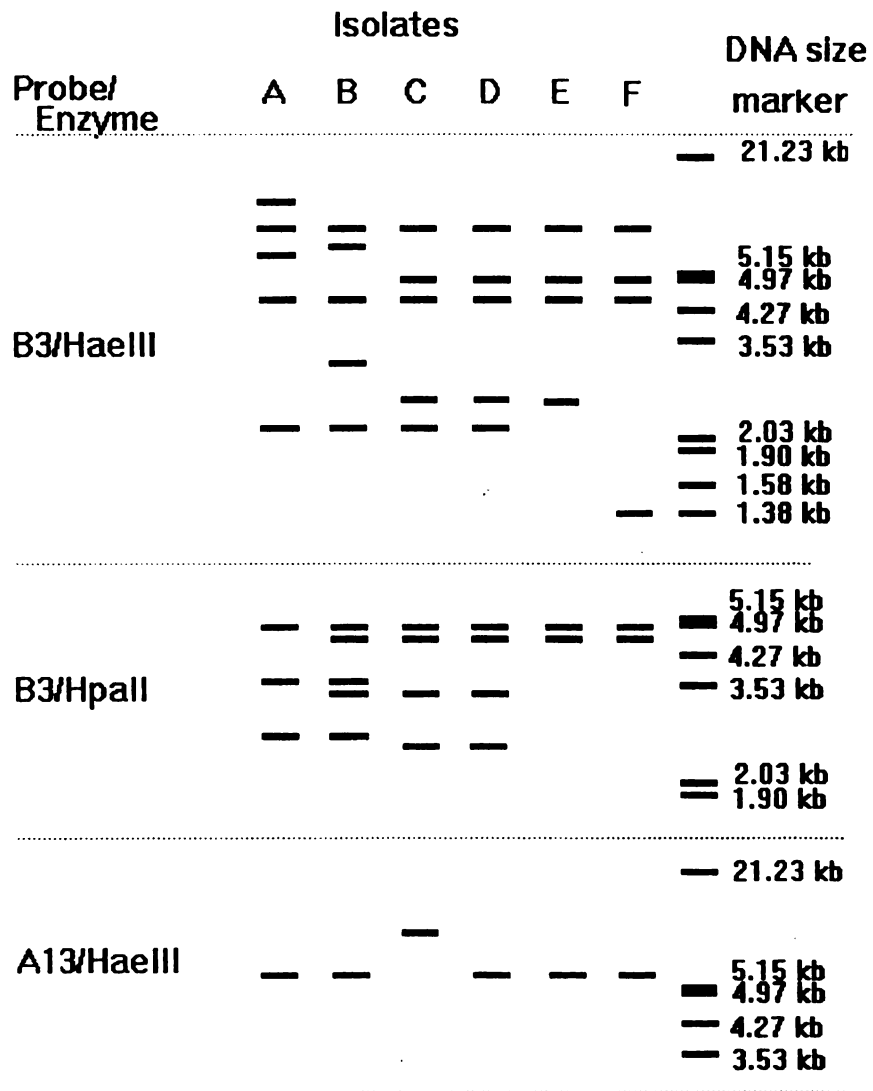 Isolates
DNA size
marker
Probe/
Enzyme
A B C D E F
21.23 kb
5.15 kb
4.97 kb
4.27 kb
3.53 kb
B3/HaeIII
2.03 kb
1.90 kb
1.58 kb
1.38 kb
5.15 kb
4.97 kb
4.27 kb
B3/HpaII
3.53 kb
2.03 kb
1.90 kb
21.23 kb
A13/HaeIII
5.15 kb
4.97 kb
4.27 kb
3.53 kb